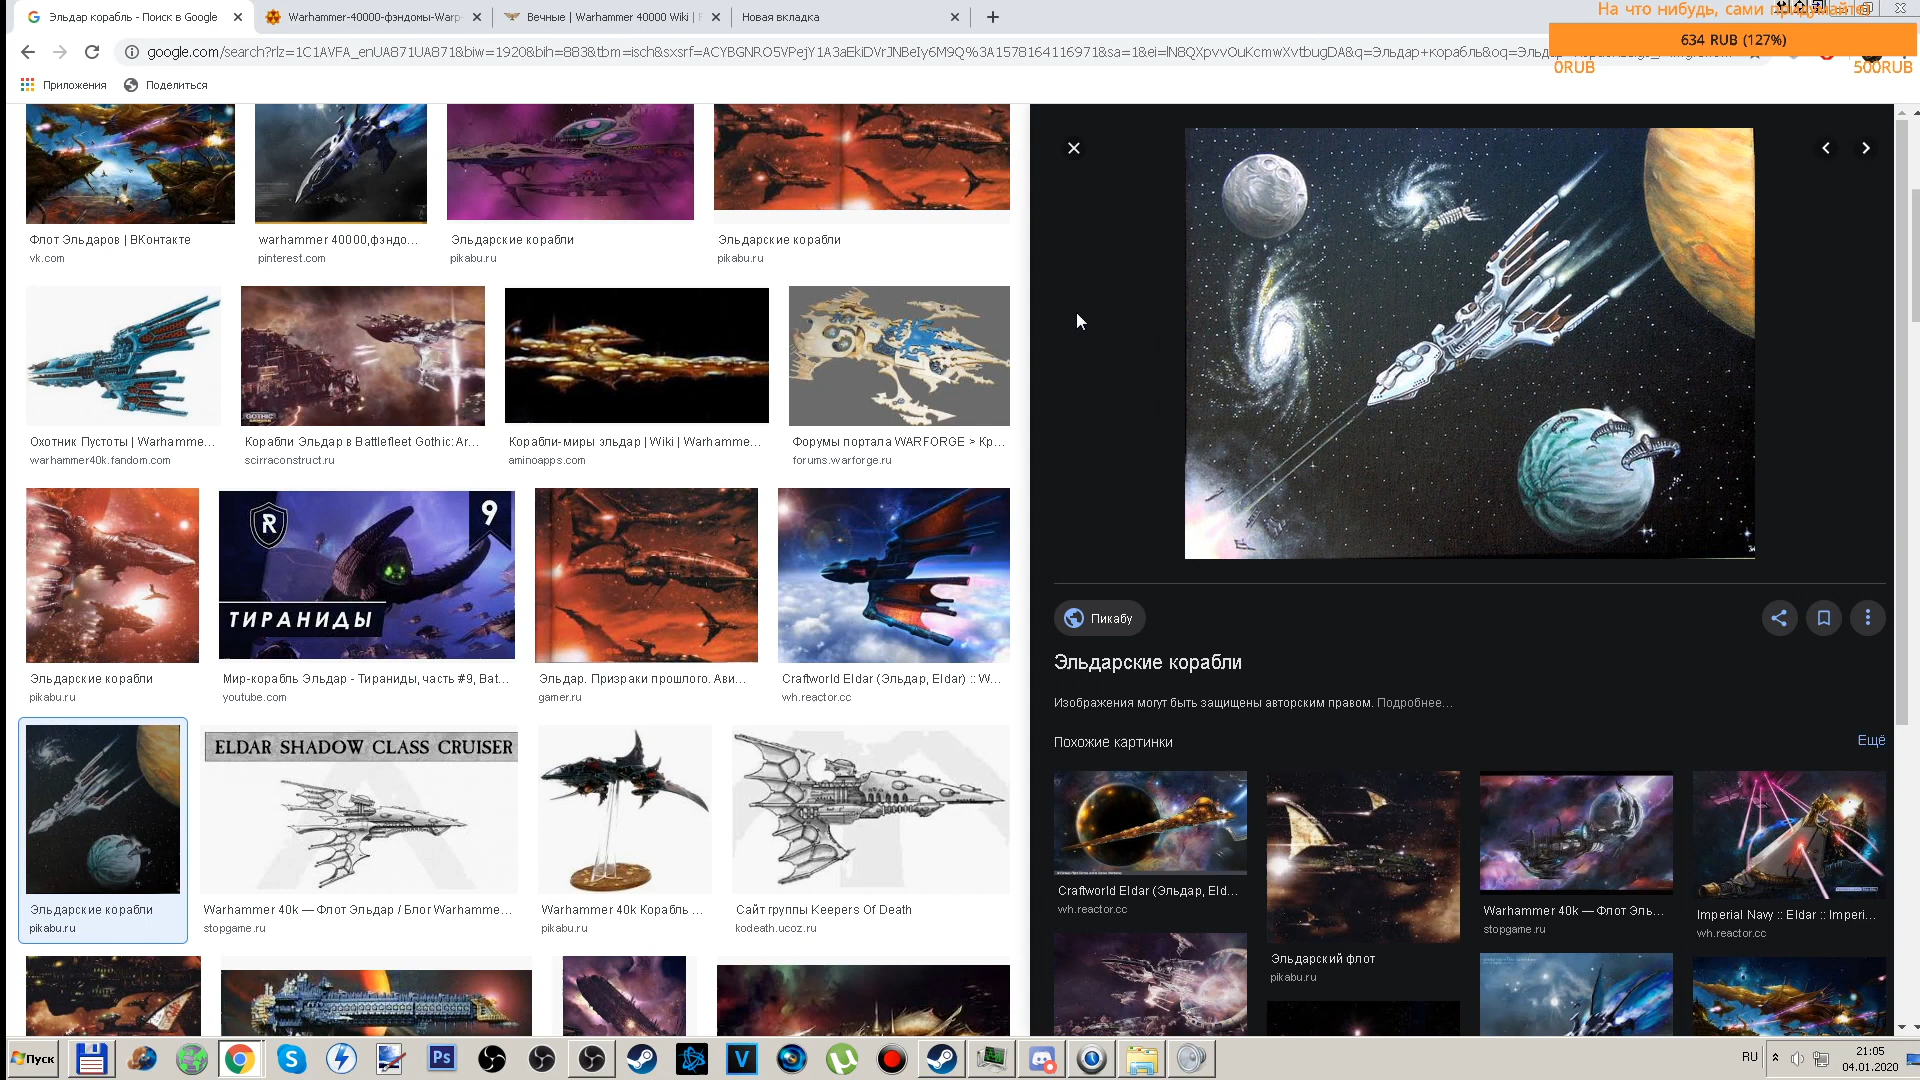 Эльдар корабль - Поиск в Google
Warhammer-40000-фэндомы-Warp-
Вечные | Warhammer 40000 Wiki | F
Новая вкладка
На что нибудь, сами придумайте!
634 RUB (127%)
0RUB
500RUB
Приложения
Поделиться
Флот Эльдаров | ВКонтакте
vk.com
warhammer 40000,фэндо...
pinterest.com
Эльдарские корабли
pikabu.ru
Эльдарские корабли
pikabu.ru
Охотник Пустоты | Warhamme...
warhammer40k.fandom.com
GOTHIC
Корабли Эльдар в Battlefleet Gothic: Ar...
scirraconstruct.ru
Корабли-миры эльдар | Wiki | Warhamme...
aminoapps.com
Форумы портала WARFORGE > Кр...
forums.warforge.ru
Эльдарские корабли
pikabu.ru
R
9
ТИРАНИДЫ
Мир-корабль Эльдар - Тираниды, часть #9, Bat...
youtube.com
Эльдар. Призраки прошлого. Ави...
gamer.ru
Craftworld Eldar (Эльдар, Eldar) :: W...
wh.reactor.cc
Эльдарские корабли
pikabu.ru
ELDAR SHADOW CLASS CRUISER
Warhammer 40k — Флот Эльдар / Блог Warhamme...
stopgame.ru
Warhammer 40k Корабль ...
pikabu.ru
Сайт группы Keepers Of Death
kodeath.ucoz.ru
Пикабу
Эльдарские корабли
Изображения могут быть защищены авторским правом. Подробнее...
Похожие картинки
Ещё
Craftworld Eldar (Эльдар, Eld...
wh.reactor.cc
Эльдарский флот
pikabu.ru
Warhammer 40k — Флот Эль...
stopgame.ru
Imperial Navy :: Eldar :: Imperi...
wh.reactor.cc
Пуск
S
Ps
V
RU
21:05
04.01.2020